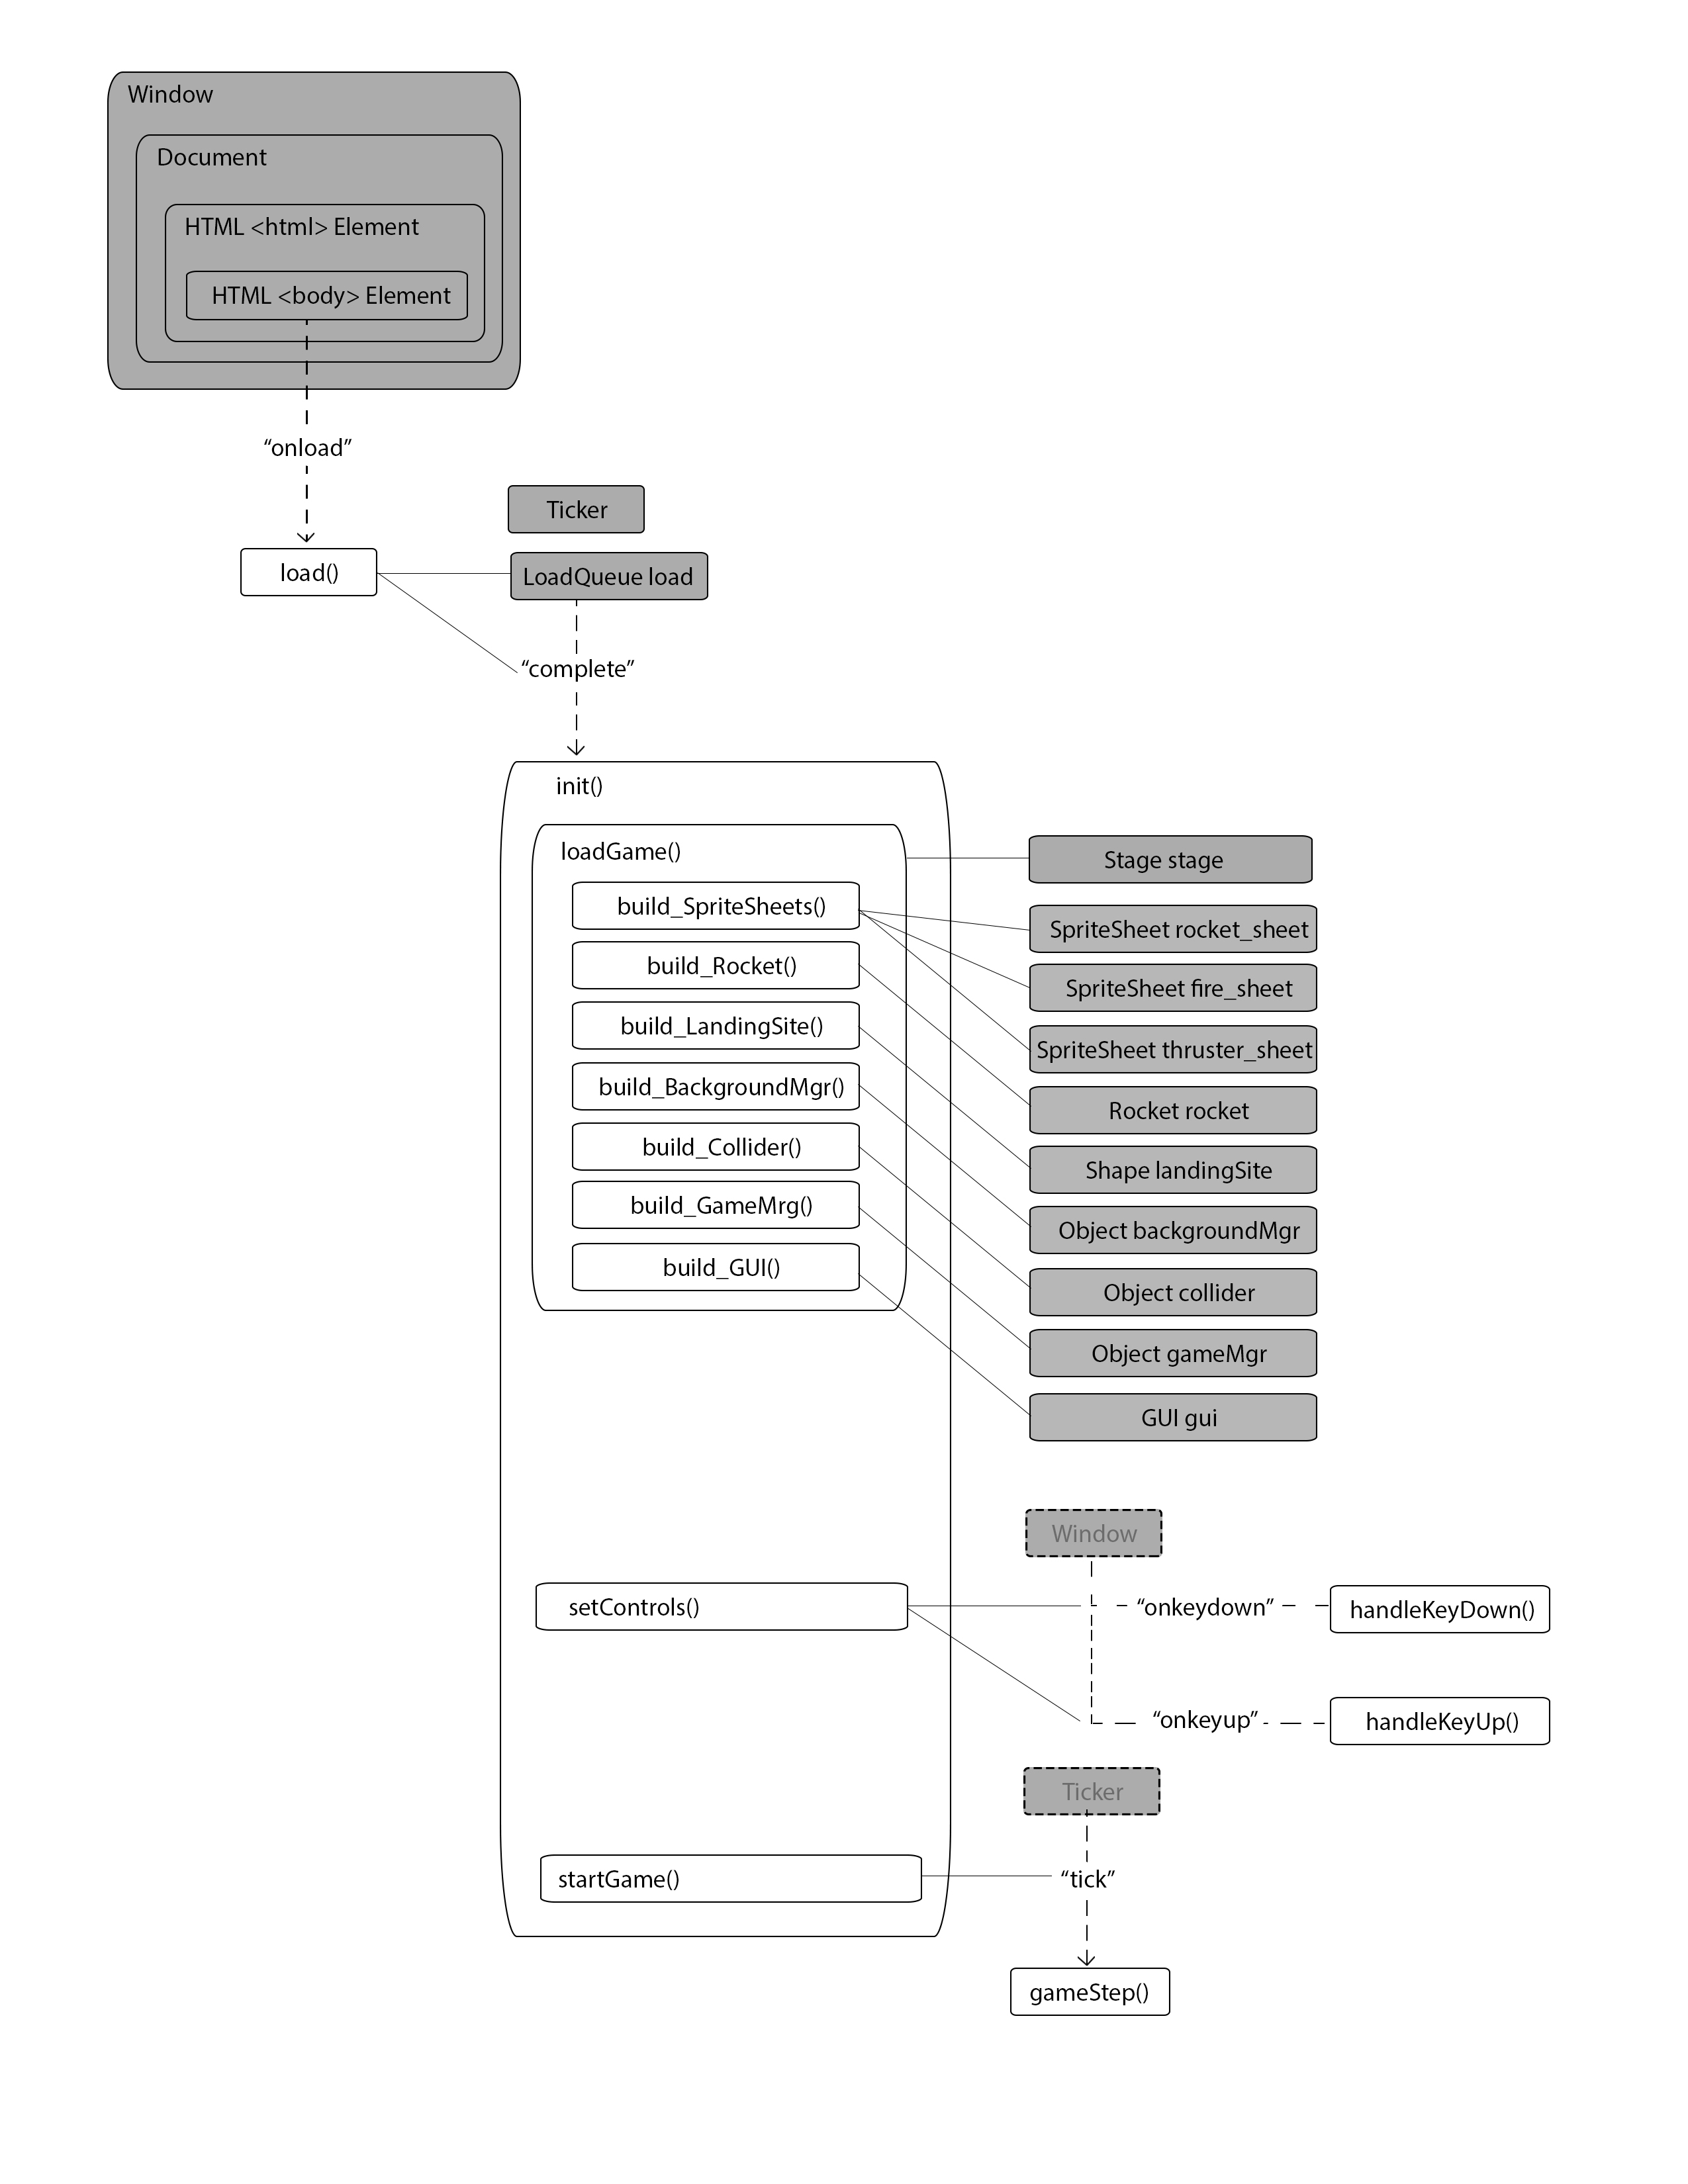 Window
Document
HTML <html> Element
HTML <body> Element
“onload”
Ticker
load()
LoadQueue load
“complete”
init()
loadGame()
Stage stage
build_SpriteSheets()
SpriteSheet rocket_sheet
build_Rocket()
SpriteSheet fire_sheet
build_LandingSite()
SpriteSheet thruster_sheet
build_BackgroundMgr()
Rocket rocket
build_Collider()
Shape landingSite
build_GameMrg()
Object backgroundMgr
build_GUI()
Object collider
Object gameMgr
GUI gui
Window
setControls()
“onkeydown”
handleKeyDown()
“onkeyup”
handleKeyUp()
Ticker
startGame()
“tick”
gameStep()